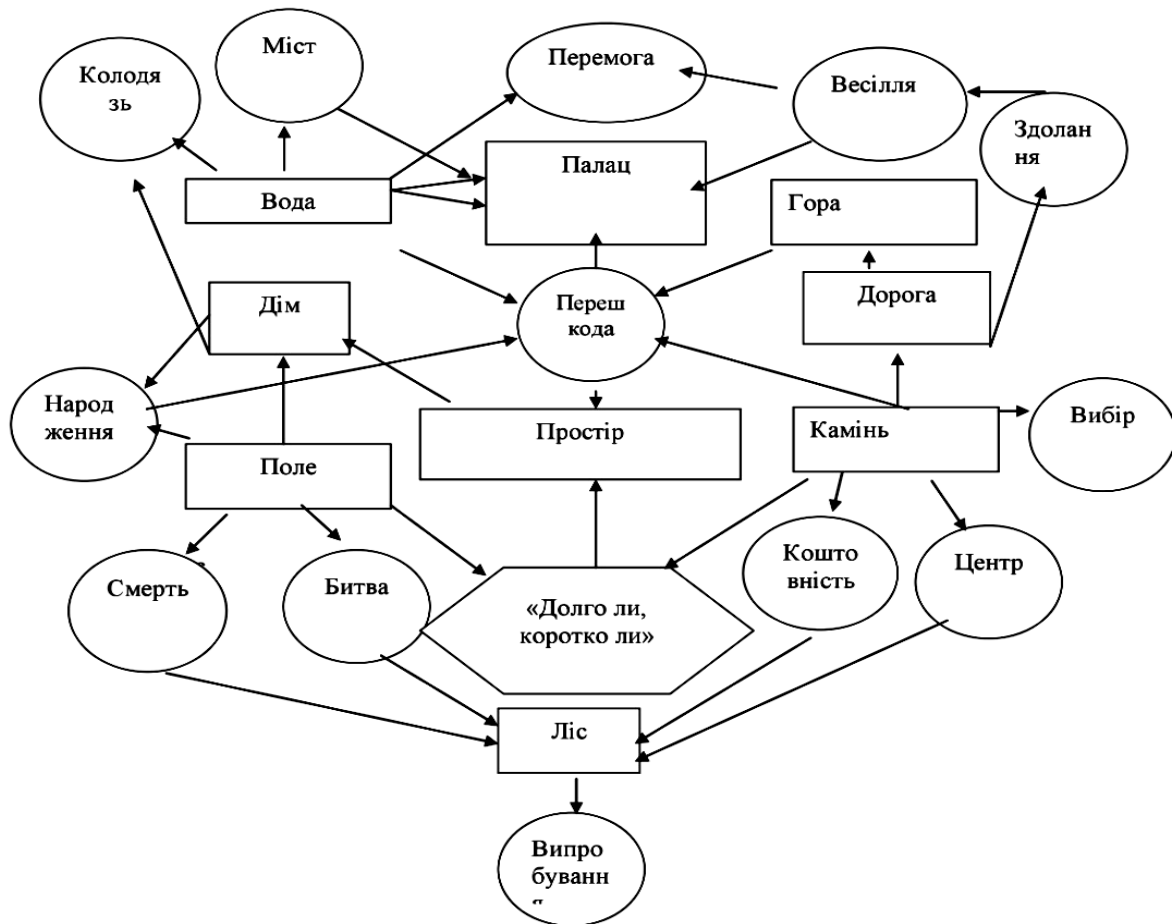 Міст
Перемога
Колодя
зь
Весілля
Здолан
ня
Палац
Вода
Гора
Дім
Переш
кода
Дорога
Народ
ження
Простір
Камінь
Вибір
Поле
Смерть
Битва
Кошто
вність
Центр
«Долго ли,
коротко ли»
Ліс
Випро
буванн
я